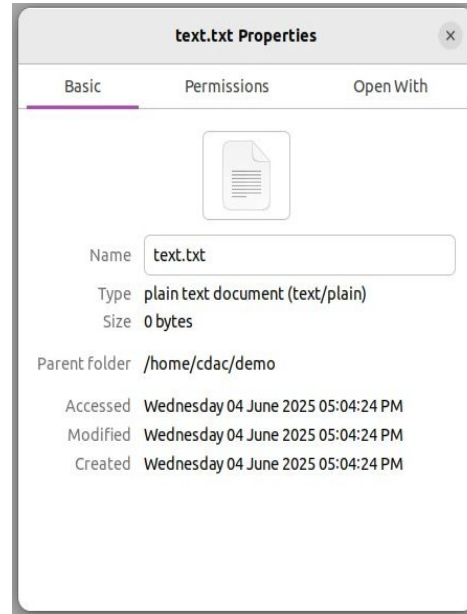 text.txt Properties
Basic Permissions Open With
Name text.txt
Type plain text document (text/plain)
Size 0 bytes
Parent folder /home/cdac/demo
Accessed Wednesday 04 June 2025 05:04:24 PM
Modified Wednesday 04 June 2025 05:04:24 PM
Created Wednesday 04 June 2025 05:04:24 PM